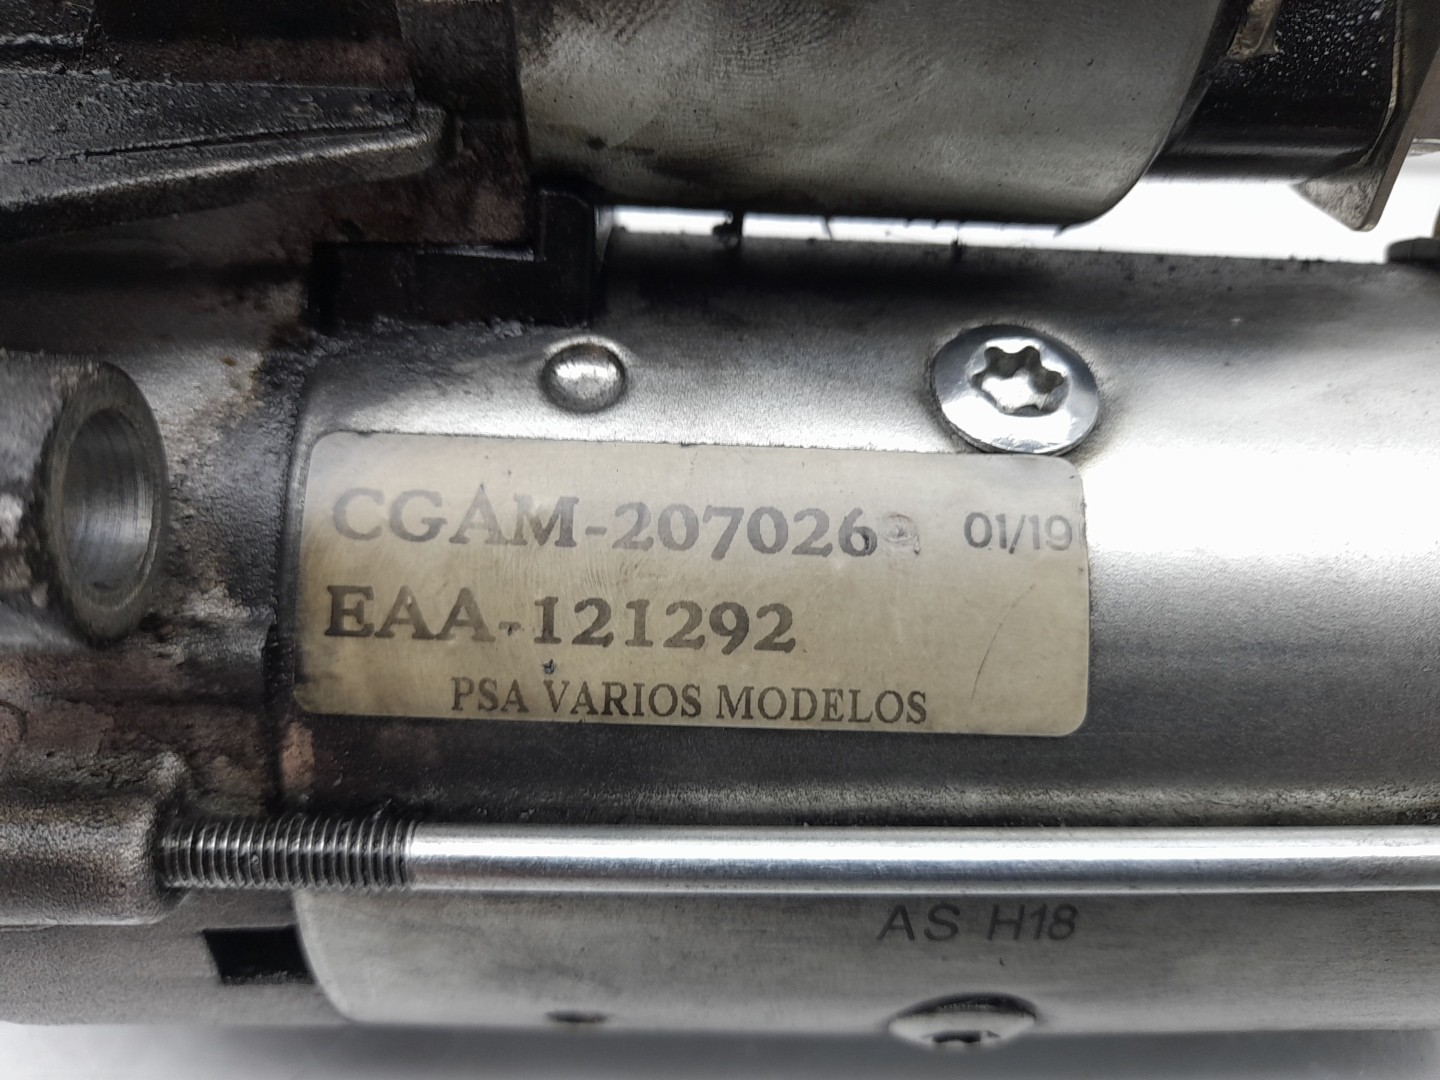 CGAM-207026 01/19
EAA-121292
PSA VARIOS MODELOS
AS H18